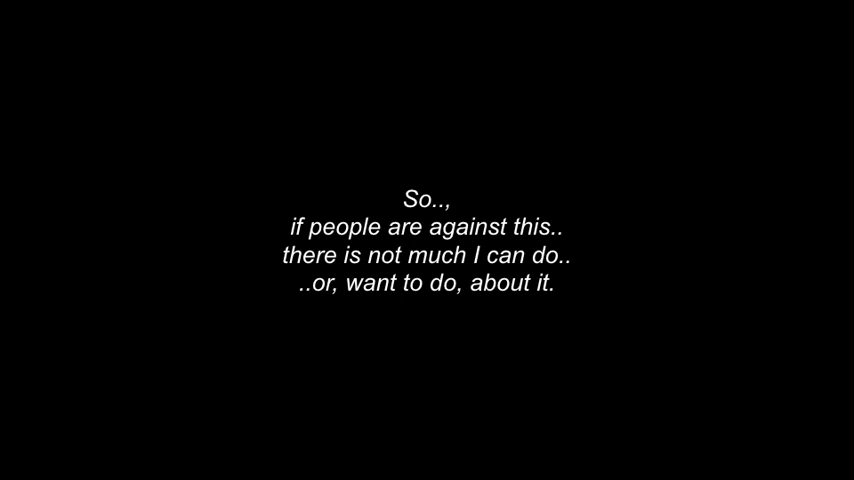 So..,
if people are against this..
there is not much I can do..
..or, want to do, about it.